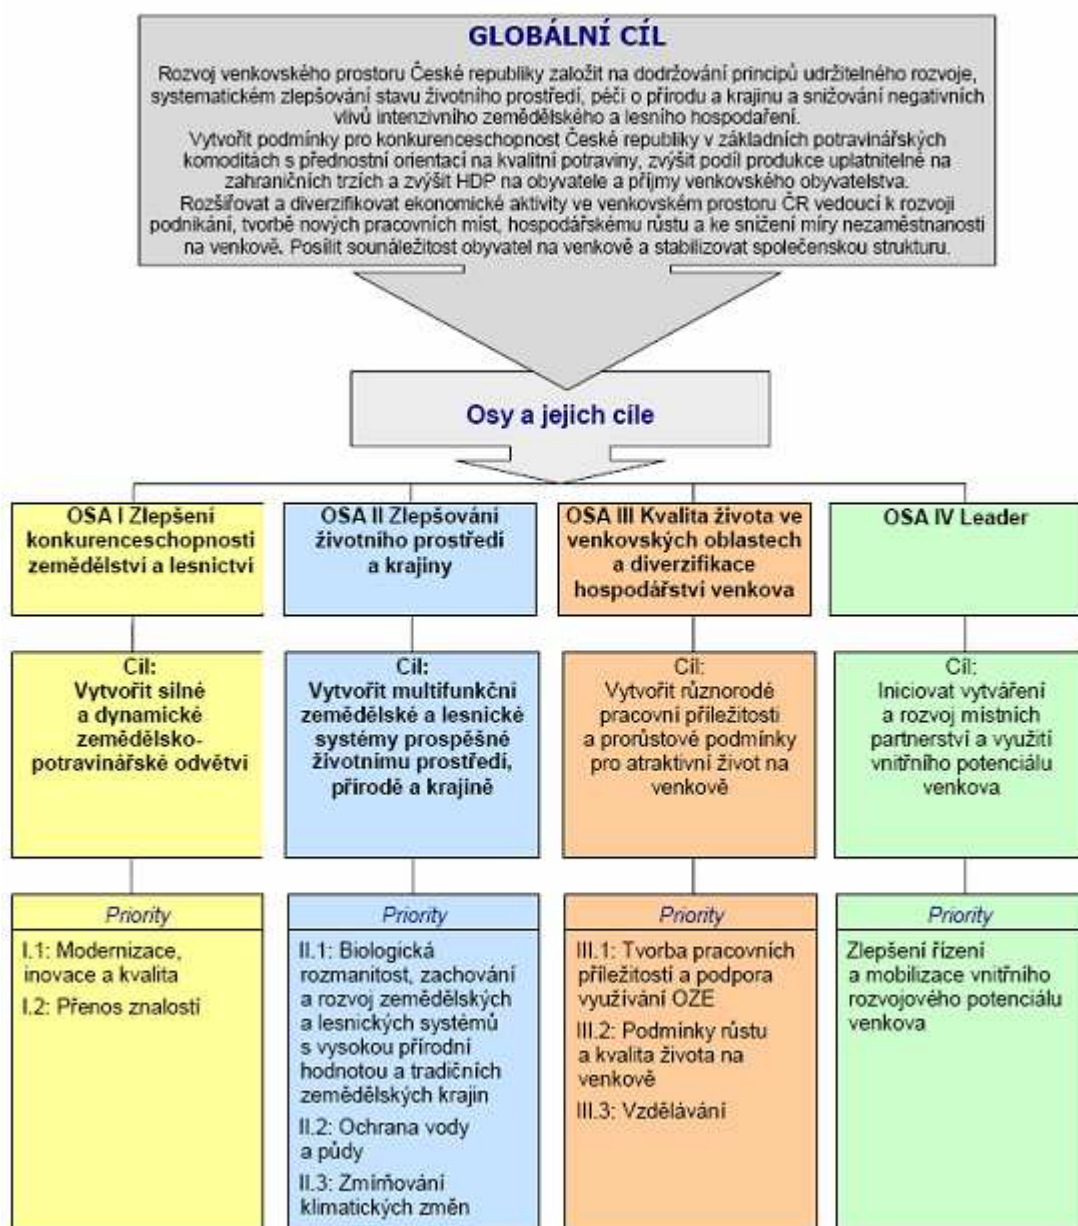 GLOBÁLNÍ CÍL
Rozvoj venkovského prostoru České republiky založit na dodržování principů udržitelného rozvoje,
systematickém zlepšování stavu životního prostředí, péči o přírodu a krajinu a snižování negativních
vlivů intenzivního zemědělského a lesního hospodaření.
Vytvořit podmínky pro konkurenceschopnost České republiky v základních potravinářských
komoditách s přednostní orientací na kvalitní potraviny, zvýšit podíl produkce uplatnitelné na
zahraničních trzích a zvýšit HDP na obyvatele a příjmy venkovského obyvatelstva.
Rozšiřovat a diverzifikovat ekonomické aktivity ve venkovském prostoru ČR vedoucí k rozvoji
podnikání, tvorbě nových pracovních míst, hospodářskému růstu a ke snížení míry nezaměstnanosti
na venkově. Posílit sounáležitost obyvatel na venkově a stabilizovat společenskou strukturu.
Osy a jejich cíle
OSA I Zlepšení
konkurenceschopnosti
zemědělství a lesnictví
OSA II Zlepšování
životního prostředí
a krajiny
OSA III Kvalita života ve
venkovských oblastech
a diverzifikace
hospodářství venkova
OSA IV Leader
Cíl:
Vytvořit silné
a dynamické
zemědělsko-
potravinářské odvětví
Cíl:
Vytvořit multifunkční
zemědělské a lesnické
systémy prospěšné
životnímu prostředí,
přírodě a krajině
Cíl:
Vytvořit různorodé
pracovní příležitosti
a prorůstové podmínky
pro atraktivní život na
venkově
Cíl:
Iniciovat vytváření
a rozvoj místních
partnerství a využití
vnitřního potenciálu
venkova
Priority
I.1: Modernizace,
inovace a kvalita
I.2: Přenos znalostí
Priority
II.1: Biologická
rozmanitost, zachování
a rozvoj zemědělských
a lesnických systémů
s vysokou přírodní
hodnotou a tradičních
zemědělských krajin
II.2: Ochrana vody
a půdy
II.3: Zmírňování
klimatických změn
Priority
III.1: Tvorba pracovních
příležitostí a podpora
využívání OZE
III.2: Podmínky růstu
a kvalita života na
venkově
III.3: Vzdělávání
Priority
Zlepšení řízení
a mobilizace vnitřního
rozvojového potenciálu
venkova